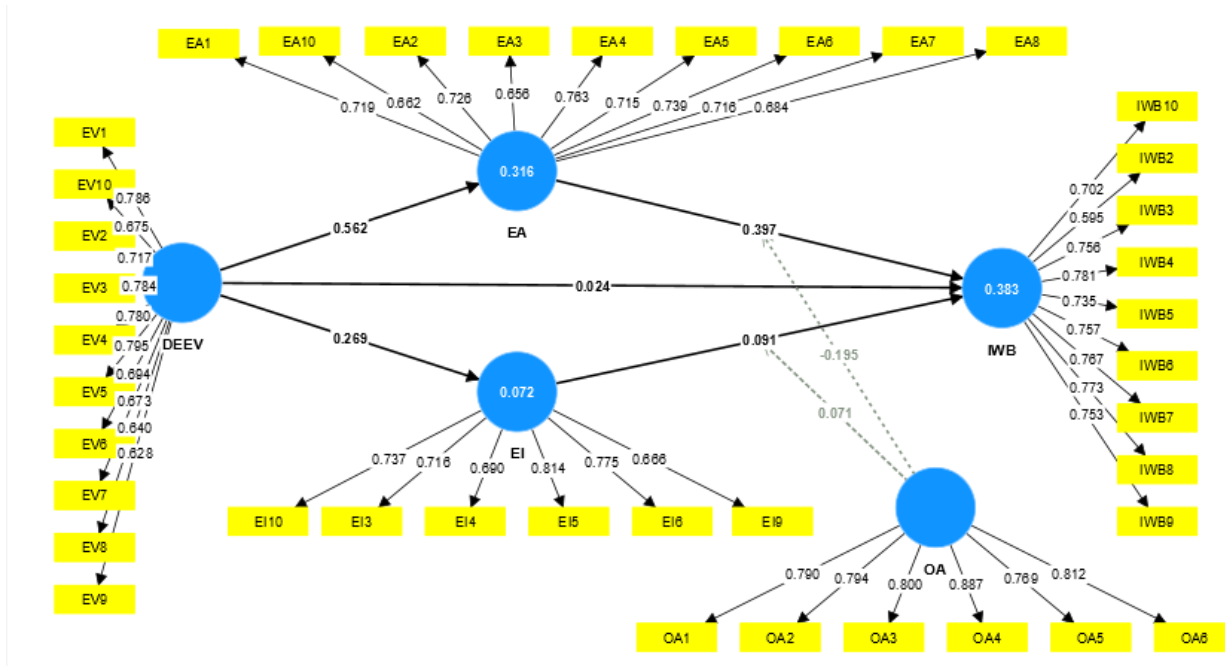 EA1
EA10
EA2
EA3
EA4
EA5
EA6
EA7
EA8
0.719
0.662
0.726
0.656
0.763
0.715
0.739
0.716
0.684
0.316
EA
EV1
EV10
EV2
EV3
EV4
EV5
EV6
EV7
EV8
EV9
0.786
0.675
0.717
0.784
0.780
0.795
0.694
0.673
0.640
0.628
DEEV
0.562
0.024
0.269
0.397
0.091
-0.195
0.071
0.072
EI
0.737
0.716
0.690
0.814
0.775
0.666
EI10
EI3
EI4
EI5
EI6
EI9
0.383
IWB
0.702
0.595
0.756
0.781
0.735
0.757
0.767
0.773
0.753
IWB10
IWB2
IWB3
IWB4
IWB5
IWB6
IWB7
IWB8
IWB9
OA
0.790
0.794
0.800
0.887
0.769
0.812
OA1
OA2
OA3
OA4
OA5
OA6